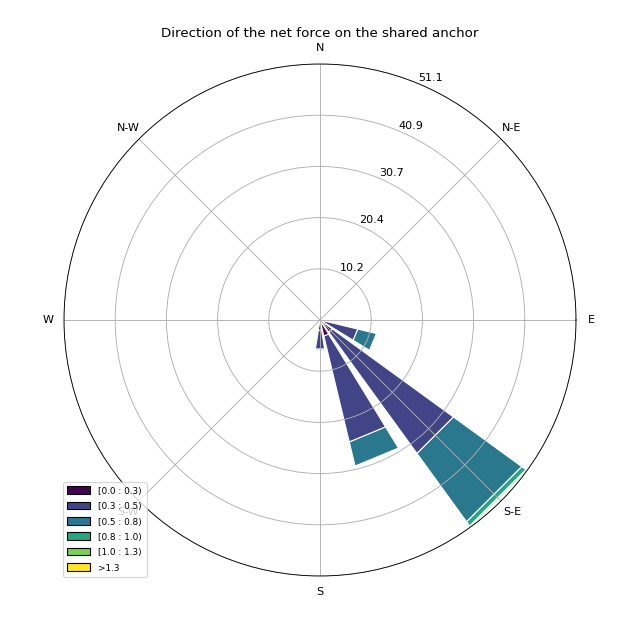 Direction of the net force on the shared anchor
N
51.1
N-W
40.9
N-E
30.7
20.4
10.2
W
E
[0.0 : 0.3)
[0.3 : 0.5)
S-W
S-E
[0.5 : 0.8)
[0.8 : 1.0)
[1.0 : 1.3)
>1.3
S